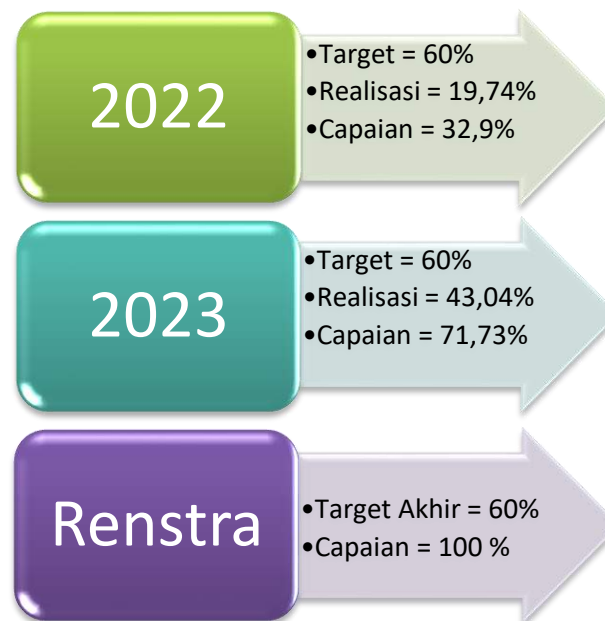 2022
•Target = 60%
•Realisasi = 19,74%
•Capaian = 32,9%
2023
•Target = 60%
•Realisasi = 43,04%
•Capaian = 71,73%
Renstra
•Target Akhir = 60%
•Capaian = 100 %